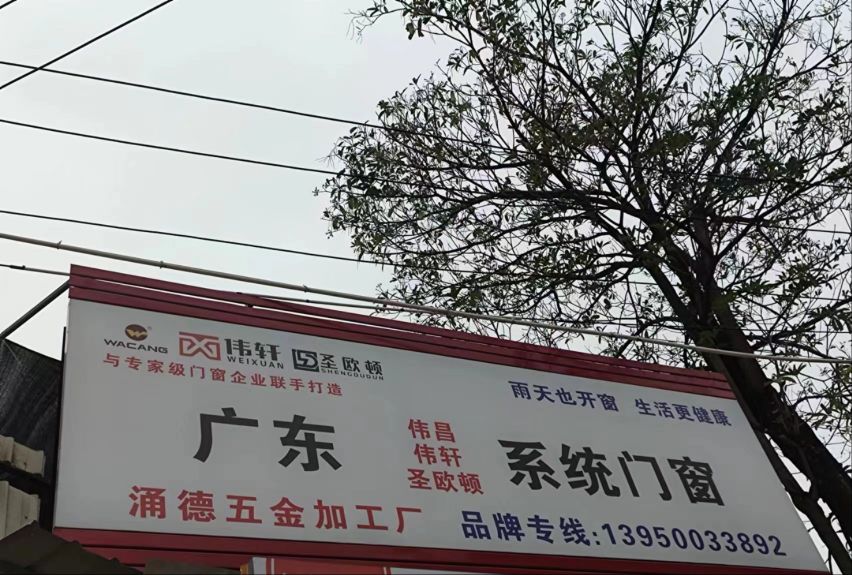 WACANG 伟轩 WEIXUAN 圣欧顿 SHENGOUDUN
与专家级门窗企业联手打造
雨天也开窗 生活更健康
广东
伟昌
伟轩
圣欧顿
系统门窗
涌德五金加工厂
品牌专线:13950033892